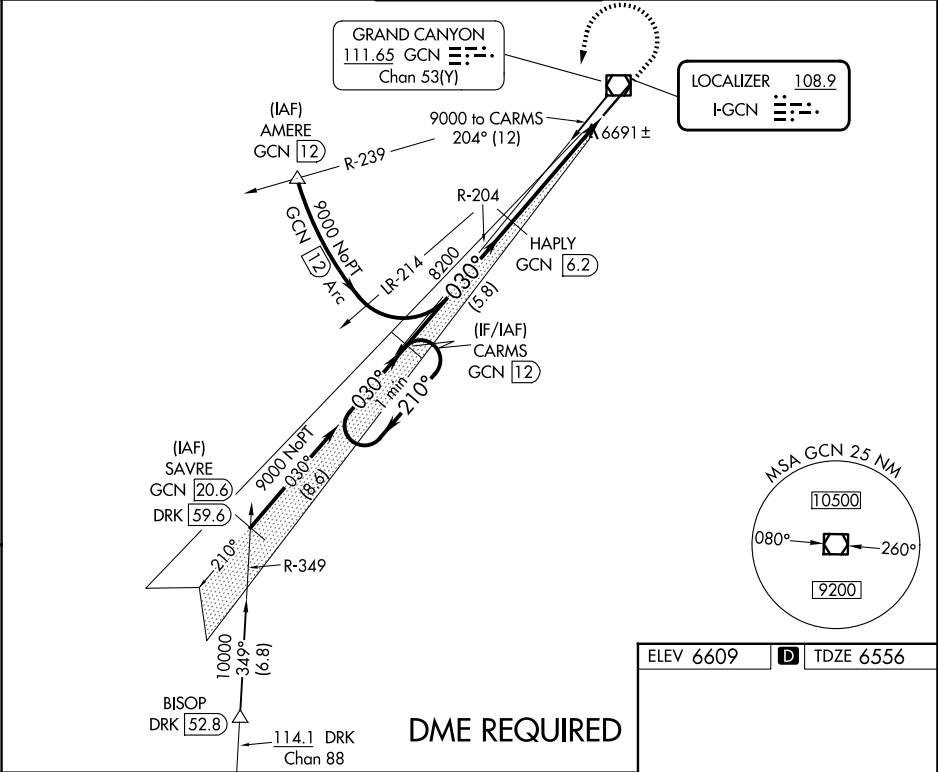 GRAND CANYON
111.65 GCN
Chan 53(Y)
LOCALIZER 108.9
I-GCN
(IAF)
AMERE
GCN 12
R-239
9000 to CARMS
204° (12)
6691±
9000 NoPT
GCN 12 Arc
R-204
LR-214
8200
HAPLY
GCN 6.2
030°
(5.8)
(IF/IAF)
CARMS
GCN 12
030°
1 min
210°
(IAF)
SAVRE
GCN 20.6
DRK 59.6
9000 NoPT
030°
(8.6)
210°
R-349
10000
349°
(6.8)
BISOP
DRK 52.8
114.1 DRK
Chan 88
DME REQUIRED
MSA GCN 25 NM
10500
080°
260°
9200
ELEV 6609 D TDZE 6556